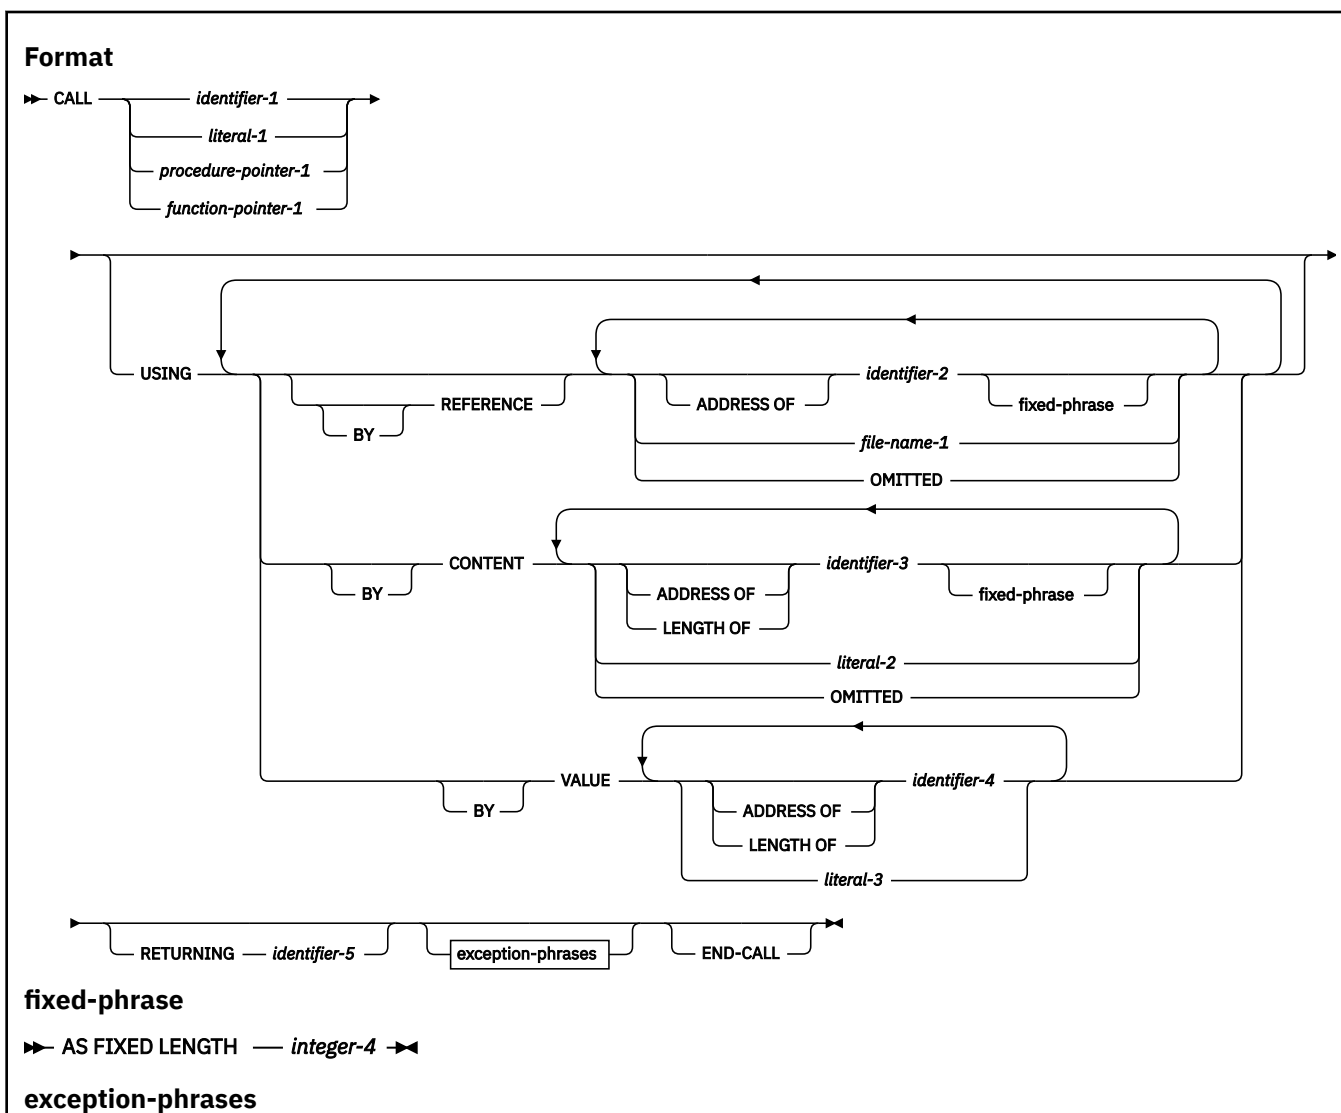 Format
CALL identifier-1
literal-1
procedure-pointer-1
function-pointer-1
USING identifier-2
ADDRESS OF fixed-phrase
REFERENCE
BY
file-name-1
OMITTED
CONTENT identifier-3
BY ADDRESS OF fixed-phrase
LENGTH OF
literal-2
OMITTED
VALUE identifier-4
BY ADDRESS OF
LENGTH OF
literal-3
RETURNING identifier-5 exception-phrases END-CALL
fixed-phrase
AS FIXED LENGTH integer-4
exception-phrases